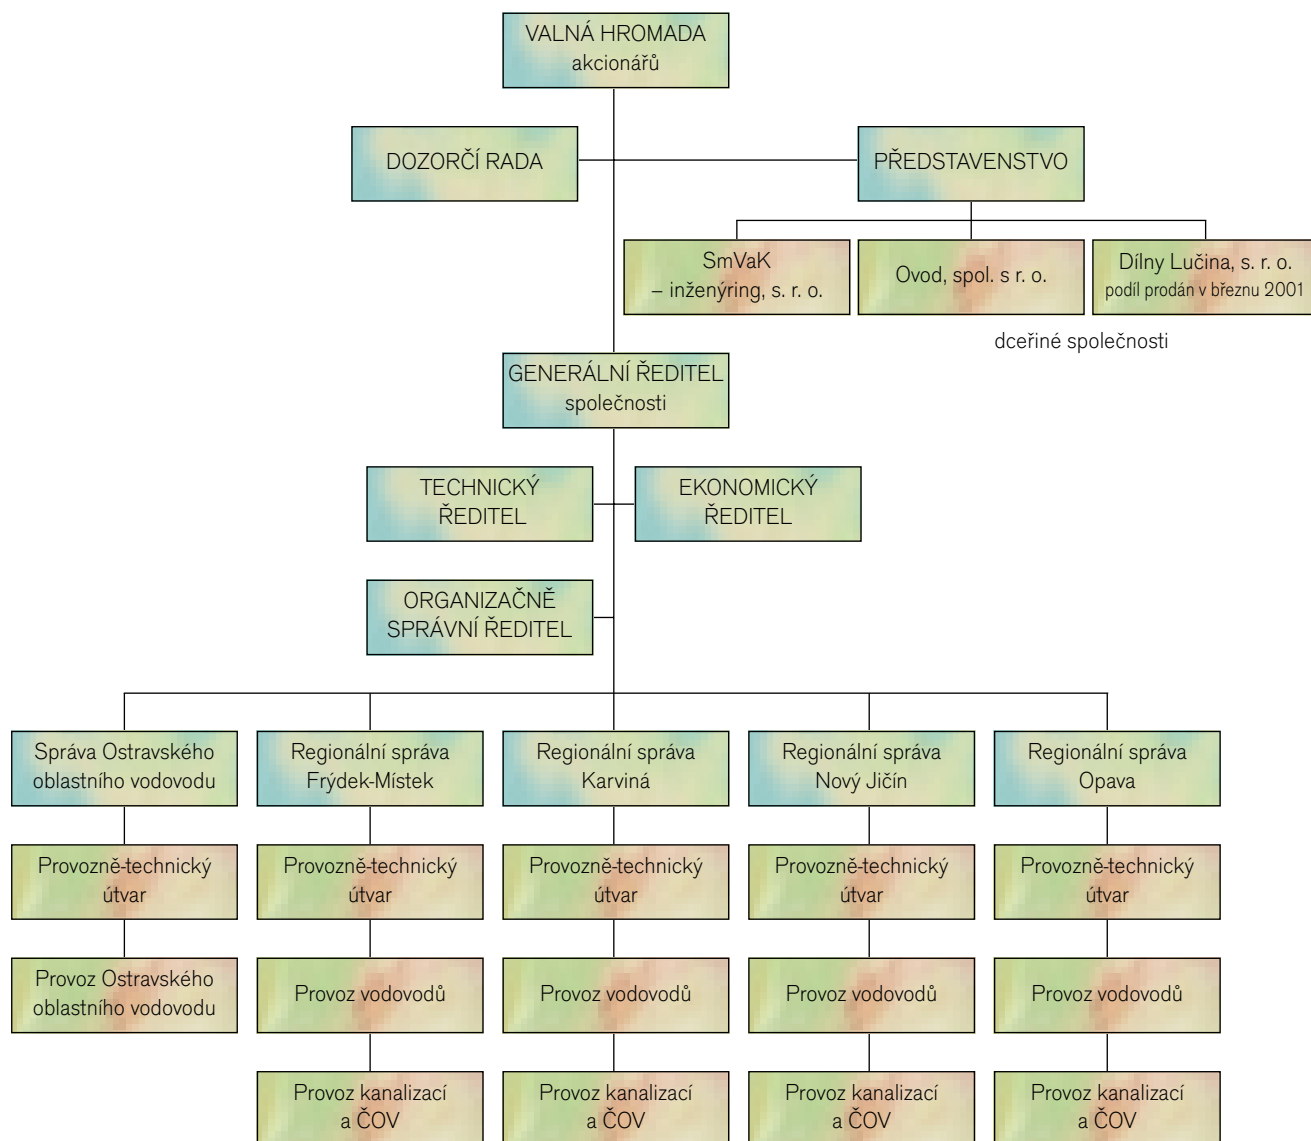 VALNÁ HROMADA
akcionářů
DOZORČÍ RADA
PŘEDSTAVENSTVO
SmVaK
– inženýring, s. r. o.
Ovod, spol. s r. o.
Dílny Lučina, s. r. o.
podíl prodán v březnu 2001
dceřiné společnosti
GENERÁLNÍ ŘEDITEL
společnosti
TECHNICKÝ
ŘEDITEL
EKONOMICKÝ
ŘEDITEL
ORGANIZAČNĚ
SPRÁVNÍ ŘEDITEL
Správa Ostravského
oblastního vodovodu
Regionální správa
Frýdek-Místek
Regionální správa
Karviná
Regionální správa
Nový Jičín
Regionální správa
Opava
Provozně-technický
útvar
Provozně-technický
útvar
Provozně-technický
útvar
Provozně-technický
útvar
Provozně-technický
útvar
Provoz Ostravského
oblastního vodovodu
Provoz vodovodů
Provoz vodovodů
Provoz vodovodů
Provoz vodovodů
Provoz kanalizací
a ČOV
Provoz kanalizací
a ČOV
Provoz kanalizací
a ČOV
Provoz kanalizací
a ČOV